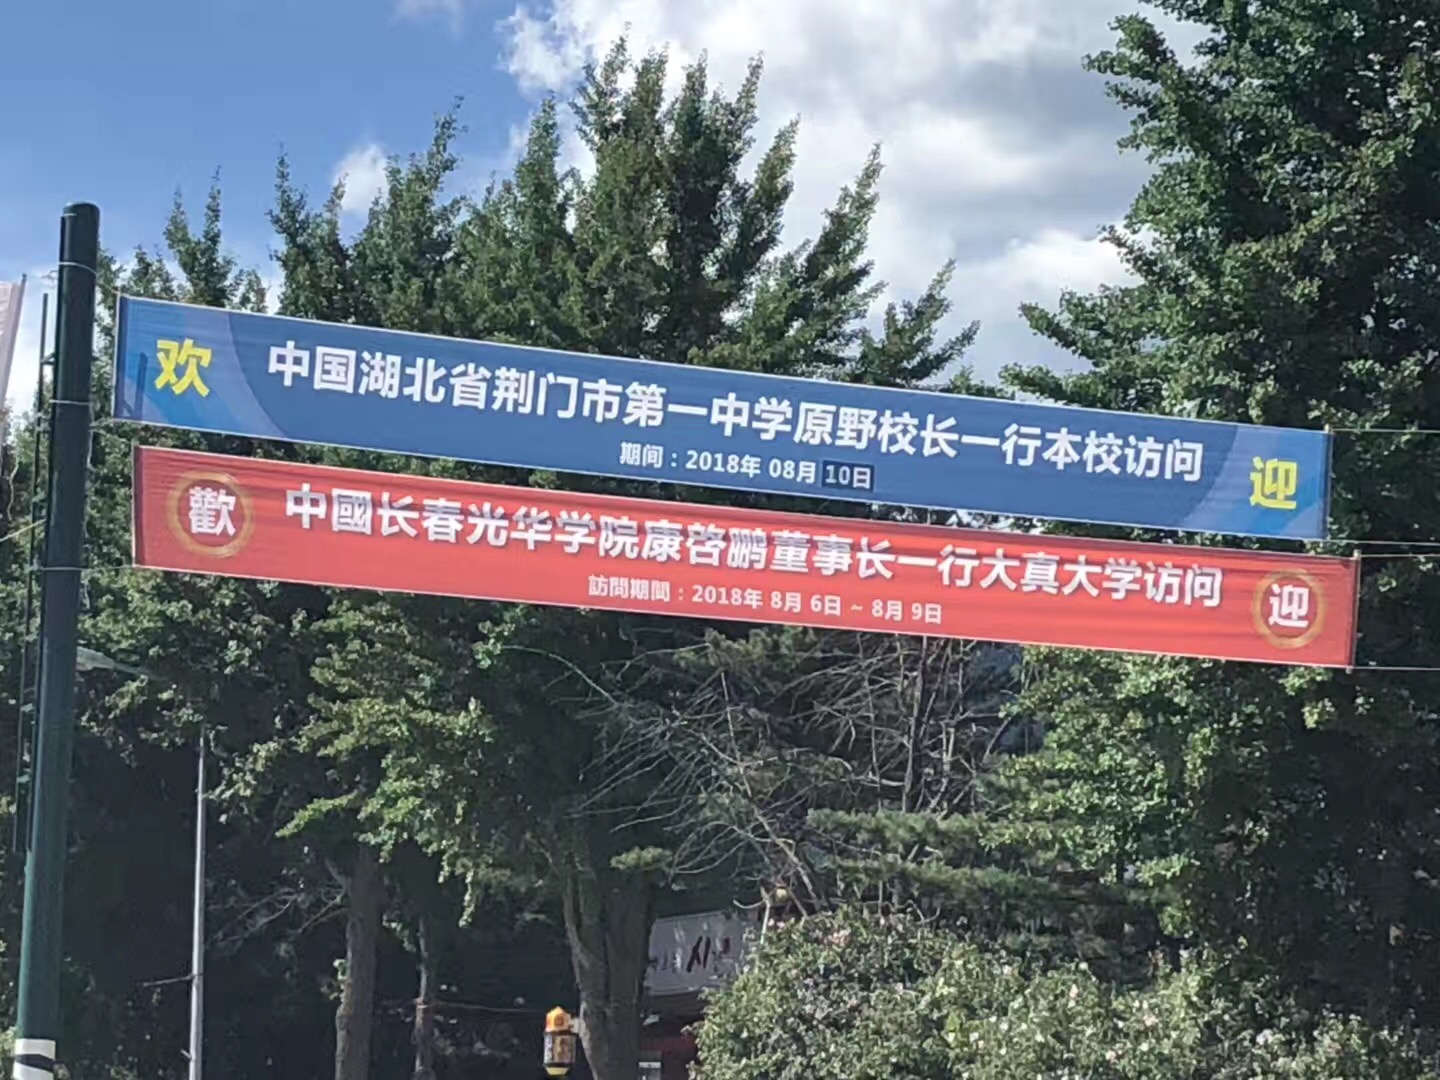 欢 中国湖北省荆门市第一中学原野校长一行本校访问 迎
期间：2018年 08月 10日
歡 中國长春光华学院康啓鹏董事长一行大真大学访问 迎
訪問期間：2018年 8月 6日 ~ 8月 9日